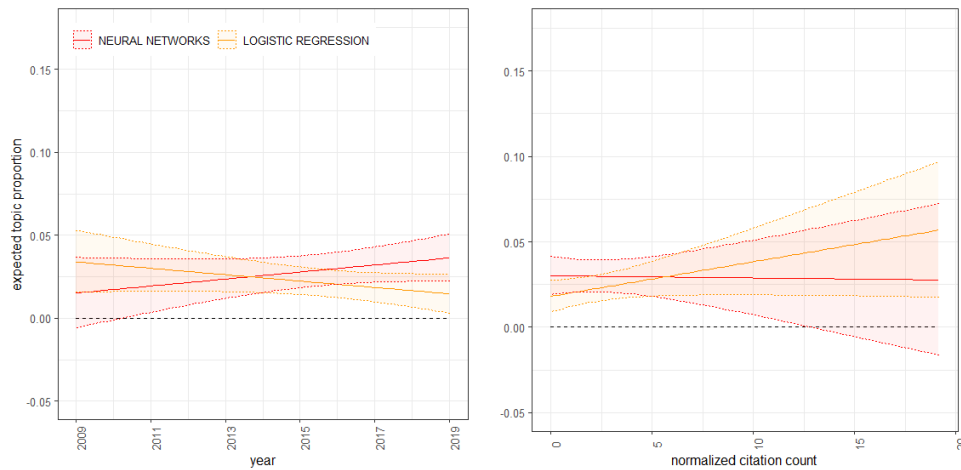 NEURAL NETWORKS LOGISTIC REGRESSION
expected topic proportion
0.15
0.10
0.05
0.00
-0.05
2009 2011 2013 2015 2017 2019
year
0.15
0.10
0.05
0.00
-0.05
0 5 10 15 20
normalized citation count